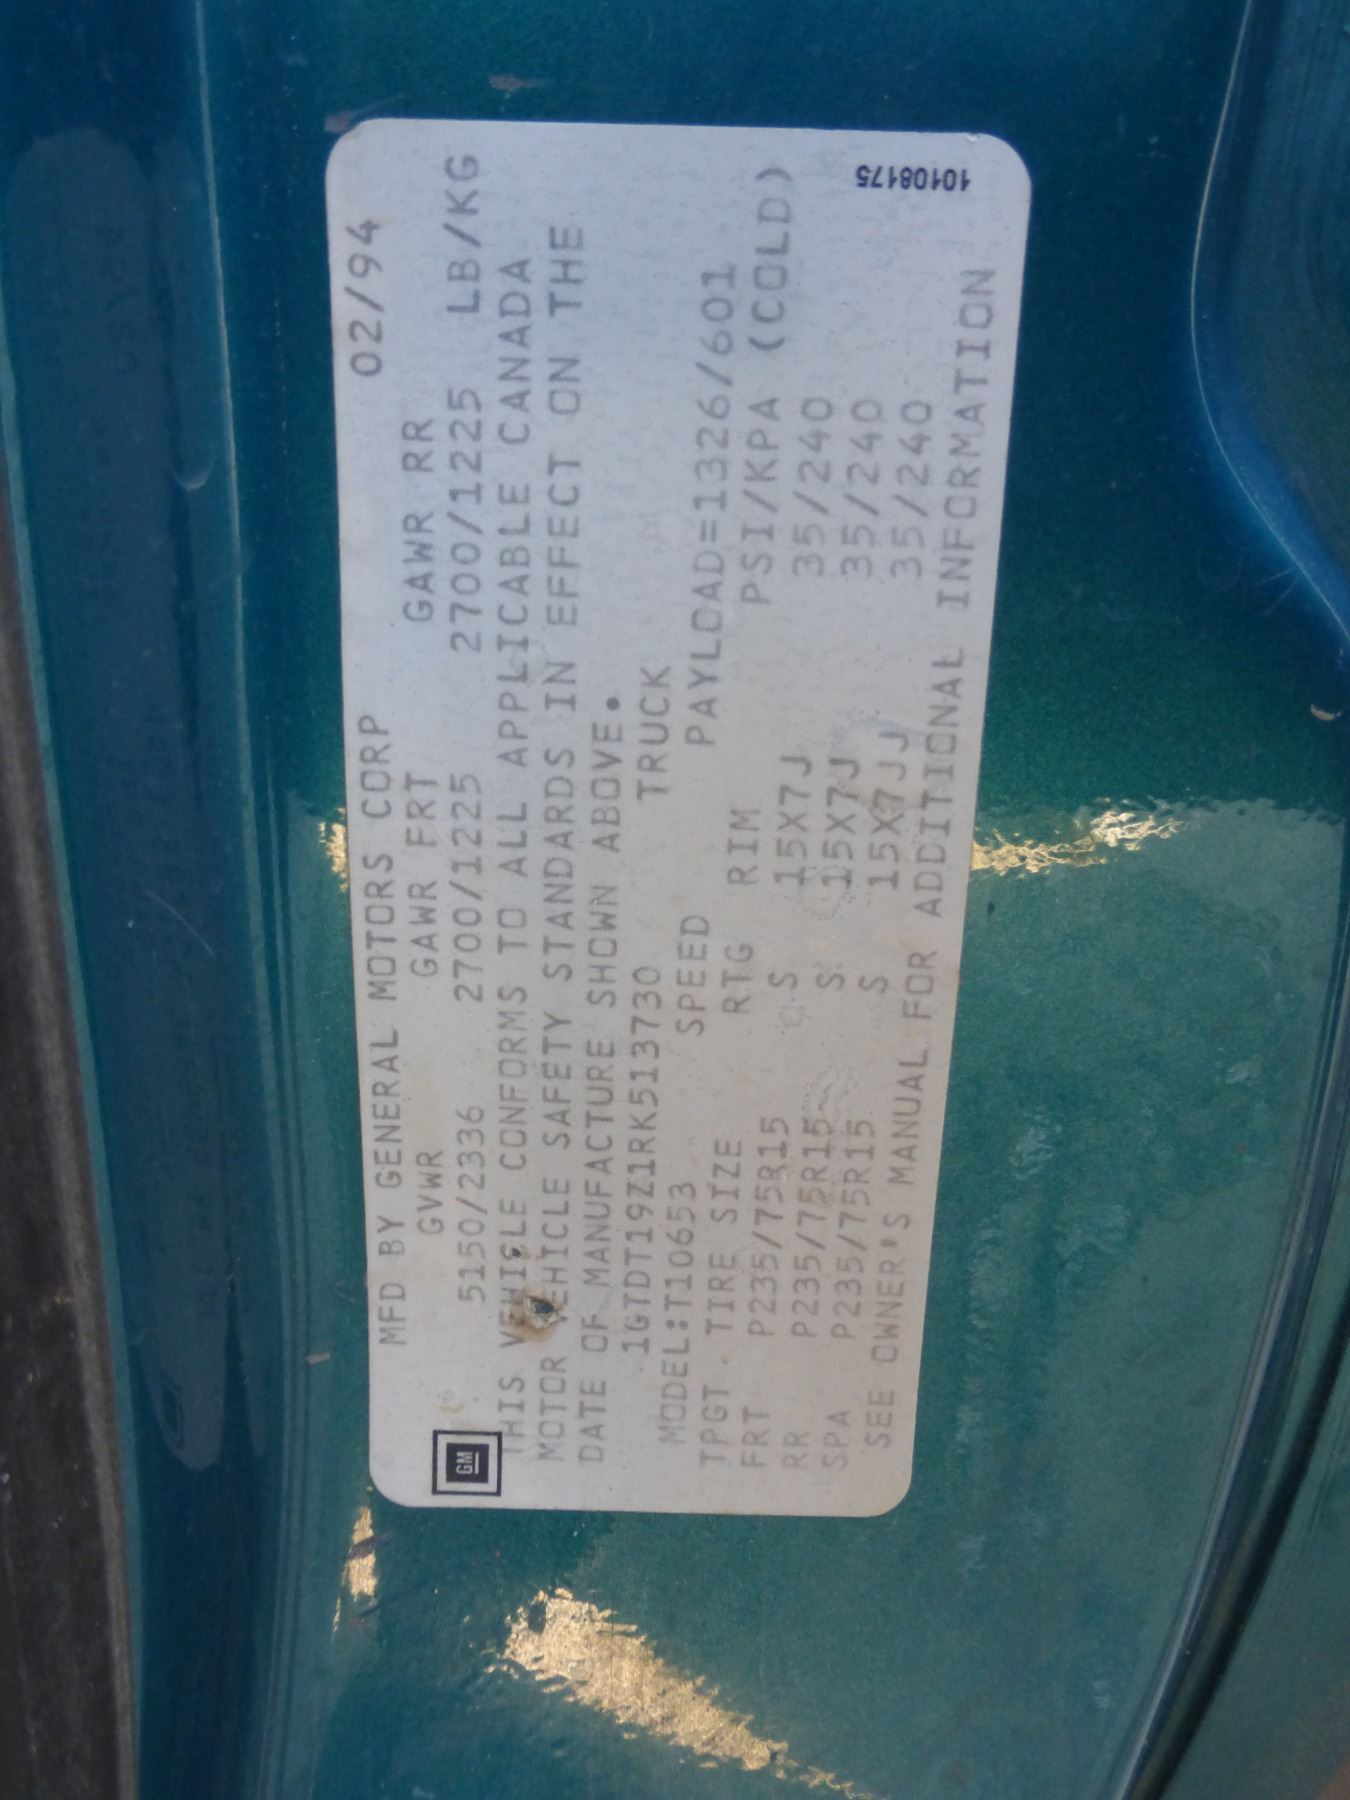 MFD BY GENERAL MOTORS CORP 02/94
GVWR GAWR FRT GAWR RR
5150/2336 2700/1225 2700/1225 LB/KG
THIS VEHICLE CONFORMS TO ALL APPLICABLE CANADA
MOTOR VEHICLE SAFETY STANDARDS IN EFFECT ON THE
DATE OF MANUFACTURE SHOWN ABOVE.
1GTDT19Z1RK513730 TRUCK
MODEL:T10653 SPEED PAYLOAD=1326/601
TPGT. TIRE SIZE RTG RIM PSI/KPA (COLD)
FRT P235/75R15 S 15X7J 35/240
RR P235/75R15 S 15X7J 35/240
SPA P235/75R15 S 15X7JJ 35/240
SEE OWNER'S MANUAL FOR ADDITIONAL INFORMATION
GM
10108175